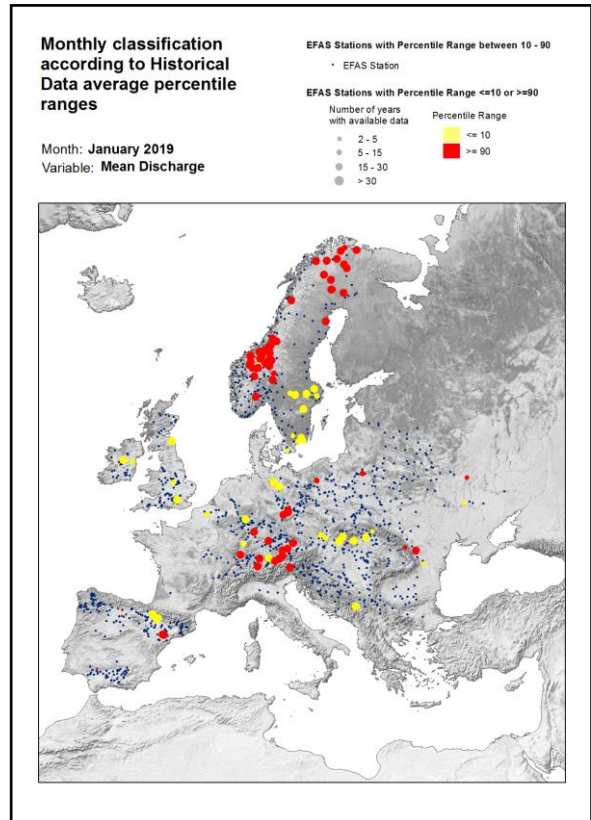 Monthly classification
according to Historical
Data average percentile
ranges
Month: January 2019
Variable: Mean Discharge
EFAS Stations with Percentile Range between 10 - 90
EFAS Station
EFAS Stations with Percentile Range <=10 or >=90
Number of years
with available data
2 - 5
5 - 15
15 - 30
> 30
Percentile Range
<= 10
>= 90